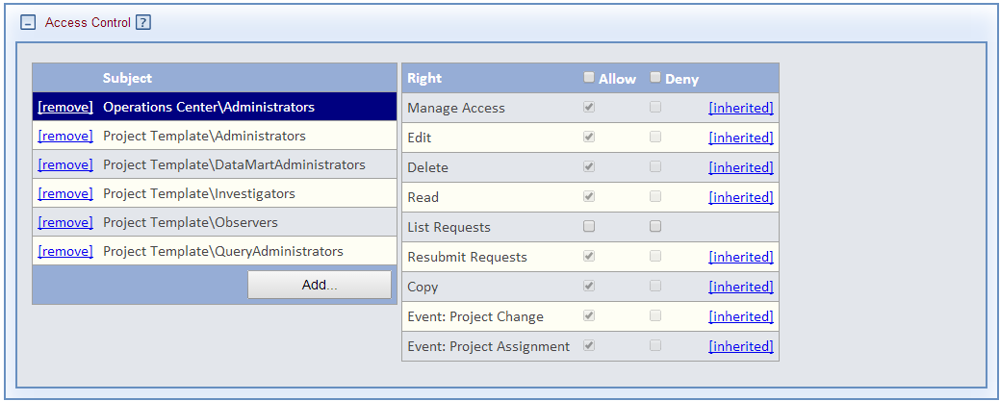 Access Control ?
Subject
[remove] Operations Center\Administrators
[remove] Project Template\Administrators
[remove] Project Template\DataMartAdministrators
[remove] Project Template\Investigators
[remove] Project Template\Observers
[remove] Project Template\QueryAdministrators
Add...
Right Allow Deny
Manage Access [inherited]
Edit [inherited]
Delete [inherited]
Read [inherited]
List Requests
Resubmit Requests [inherited]
Copy [inherited]
Event: Project Change [inherited]
Event: Project Assignment [inherited]